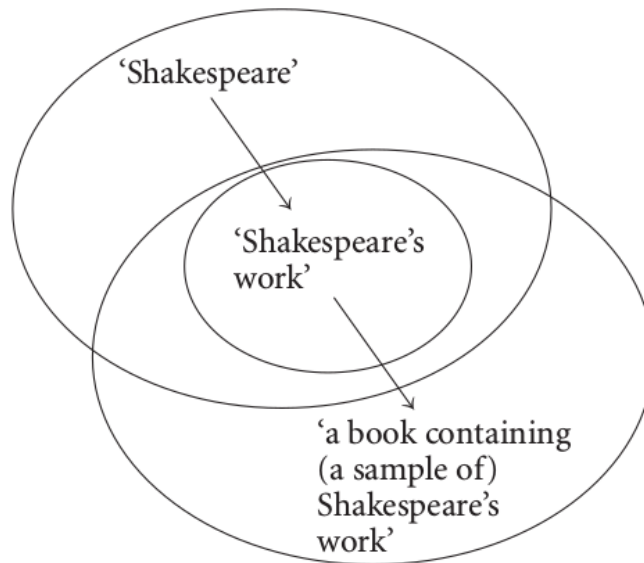 ‘Shakespeare’
‘Shakespeare’s
work’
‘a book containing
(a sample of)
Shakespeare’s
work’